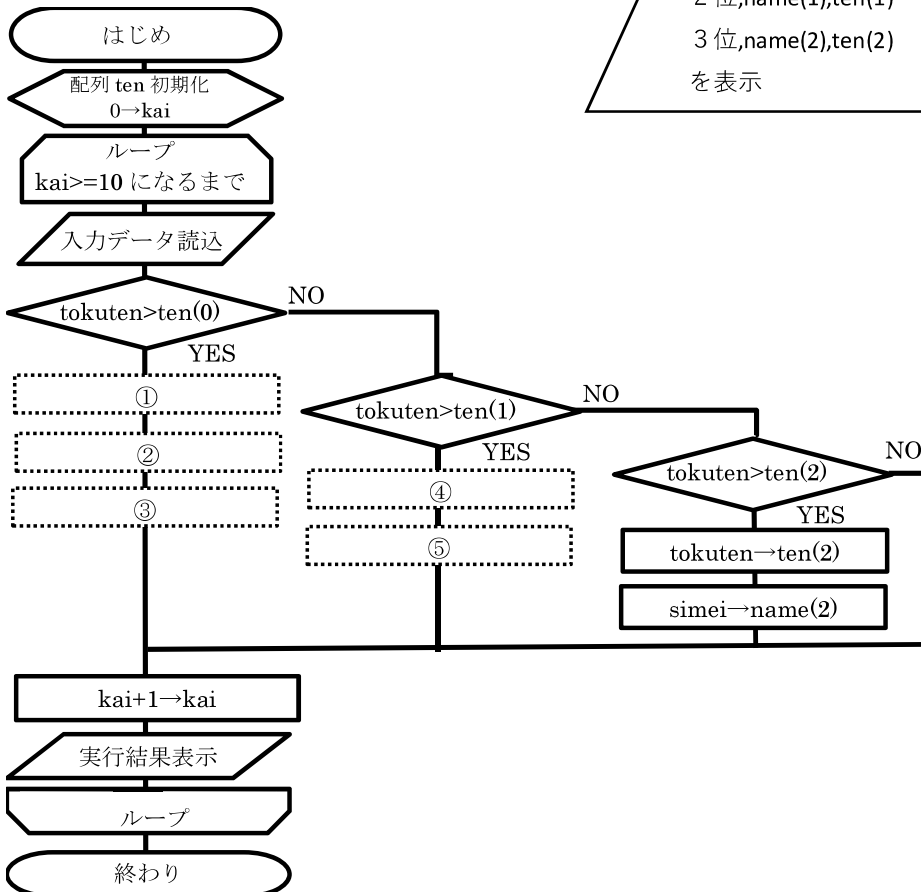 ２位,name(1),ten(1)
３位,name(2),ten(2)
を表示
はじめ
配列 ten 初期化
0→kai
ループ
kai>=10 になるまで
入力データ読込
tokuten>ten(0)
NO
YES
①
②
③
tokuten>ten(1)
NO
YES
④
⑤
tokuten>ten(2)
NO
YES
tokuten→ten(2)
simei→name(2)
kai+1→kai
実行結果表示
ループ
終わり